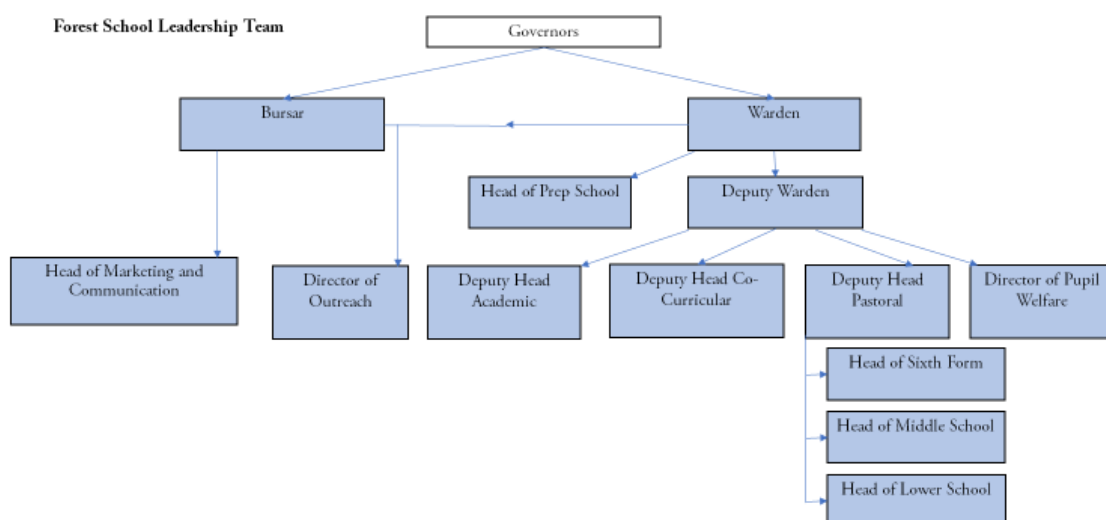 Forest School Leadership Team
Governors
Bursar
Warden
Head of Prep School
Deputy Warden
Head of Marketing and
Communication
Director of
Outreach
Deputy Head
Academic
Deputy Head Co-
Curricular
Deputy Head
Pastoral
Director of Pupil
Welfare
Head of Sixth Form
Head of Middle School
Head of Lower School